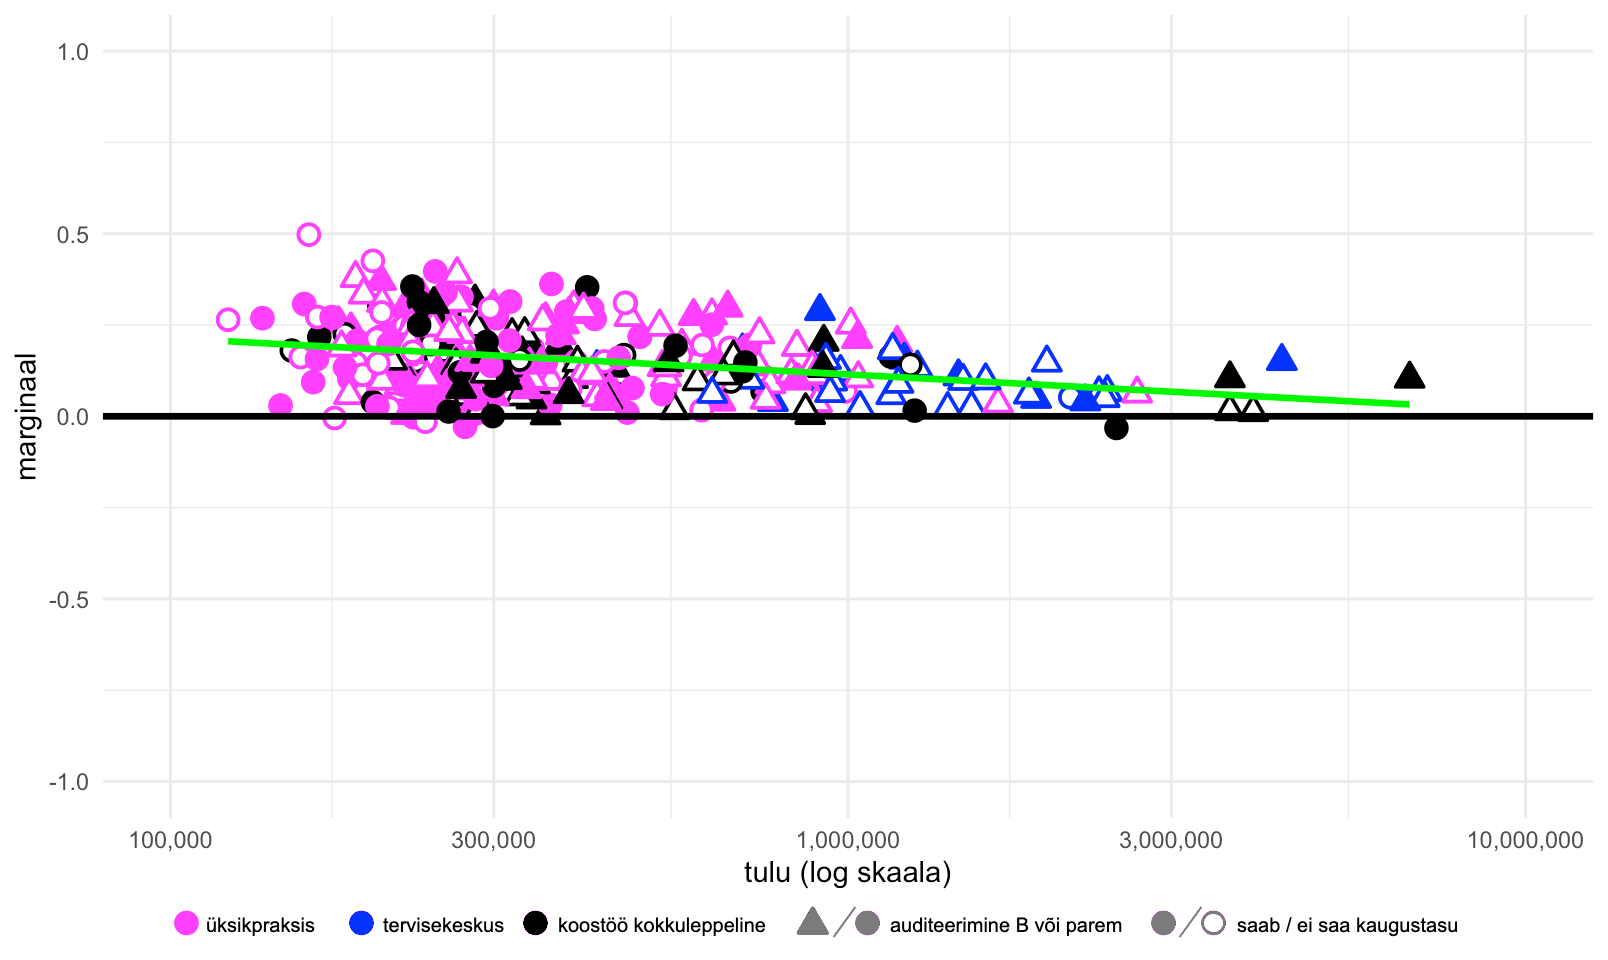 1.0
0.5
0.0
-0.5
-1.0
marginaal
100,000
300,000
1,000,000
3,000,000
10,000,000
tulu (log skaala)
üksikpraksis
tervisekeskus
koostöö kokkuleppeline
auditeerimine B või parem
saab / ei saa kaugustasu